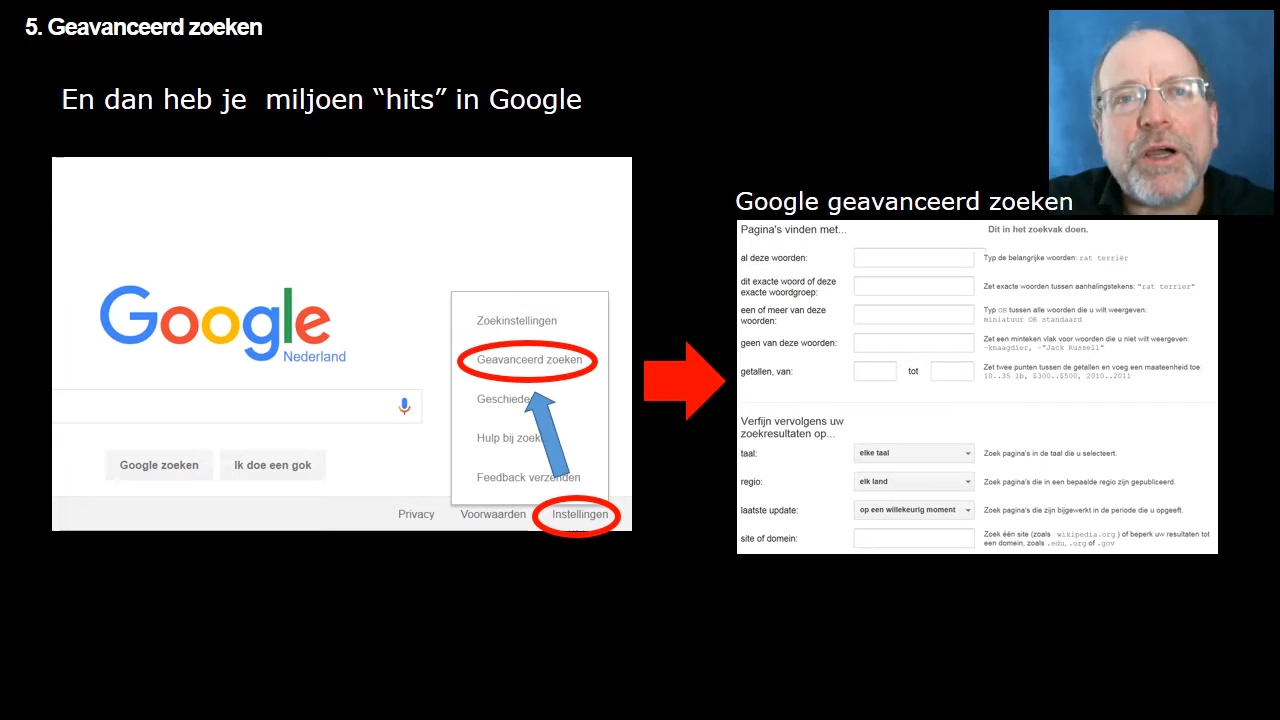 5. Geavanceerd zoeken
En dan heb je miljoen “hits” in Google
Google
Nederland
Google zoeken
Ik doe een gok
Zoekinstellingen
Geavanceerd zoeken
Hulp bij
Feedback verzenden
Privacy
Voorwaarden
Instellingen
Google geavanceerd zoeken
Pagina's vinden met...
Dit in het zoekvak doen.
al deze woorden:
Typ de belangrijke woorden: rat terriër
dit exacte woord of deze
exacte woordgroep:
Zet exacte woorden tussen aanhalingstekens: "rat terrier"
een of meer van deze
woorden:
Typ OR tussen alle woorden die u wilt weergeven:
miniatuur OR standaard
geen van deze woorden:
Zet een minteken vlak voor woorden die u niet wilt weergeven:
-knaagdier, -"Jack Russell"
getallen, van:
tot
Zet twee punten tussen de getallen en voeg een maateenheid toe:
10..35 lb, $300..$500, 2010..2011
Verfijn vervolgens uw
zoekresultaten op...
taal:
elke taal
Zoek pagina's in de taal die u selecteert.
regio:
elk land
Zoek pagina's die in een bepaalde regio zijn gepubliceerd.
laatste update:
op een willekeurig moment
Zoek pagina's die zijn bijgewerkt in de periode die u opgeeft.
site of domein:
Zoek één site (zoals wikipedia.org ) of beperk uw resultaten tot
een domein, zoals .edu, .org of .gov